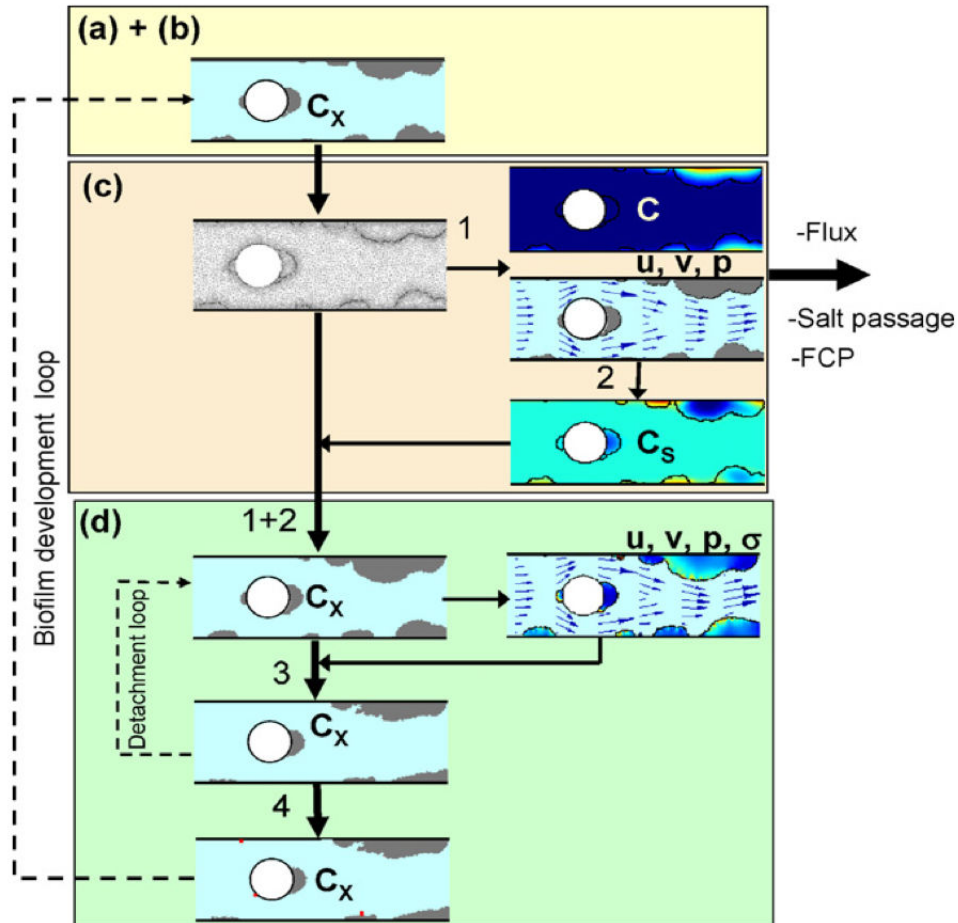 (a) + (b)
C_X
(c)
1
C
u, v, p
-Flux
-Salt passage
-FCP
2
C_S
Biofilm development loop
1+2
(d)
u, v, p, σ
C_X
Detachment loop
3
C_X
4
C_X